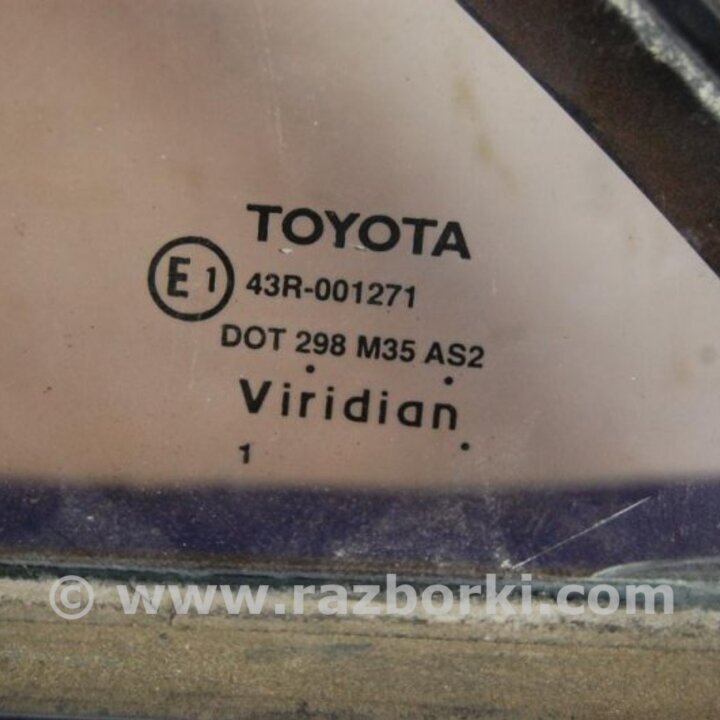 TOYOTA
E1 43R-001271
DOT 298 M35 AS2
Viridian
1
© www.razborki.com